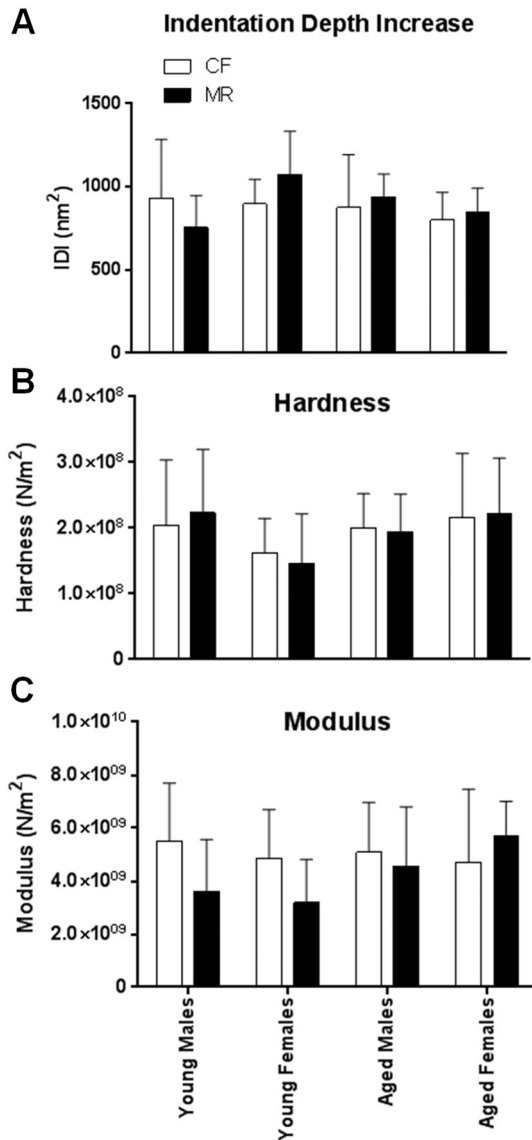 A
Indentation Depth Increase
CF
MR
1500
1000
500
0
IDI (nm²)
B
Hardness
4.0×10⁸
3.0×10⁸
2.0×10⁸
1.0×10⁸
0
Hardness (N/m²)
C
Modulus
1.0×10¹⁰
8.0×10⁰⁹
6.0×10⁰⁹
4.0×10⁰⁹
2.0×10⁰⁹
0
Modulus (N/m²)
Young Males
Young Females
Aged Males
Aged Females